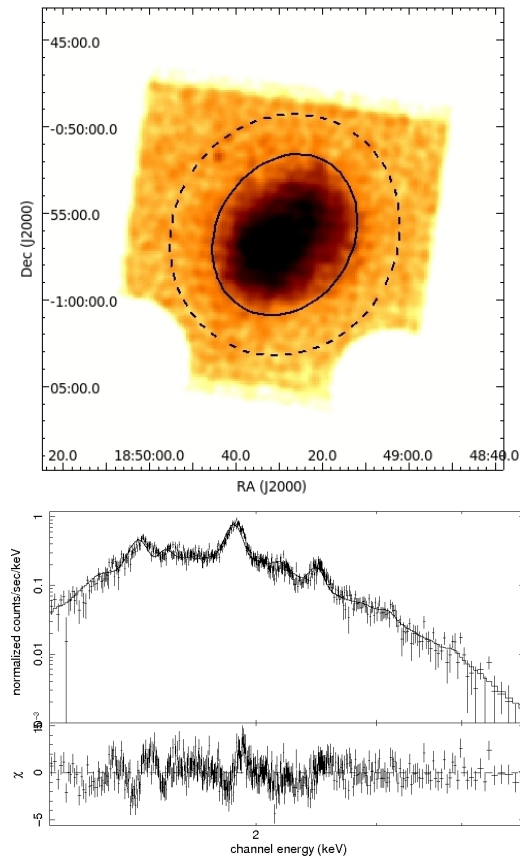 45:00.0
-0:50:00.0
55:00.0
-1:00:00.0
05:00.0
Dec (J2000)
20.0 18:50:00.0 40.0 20.0 49:00.0 48:40.0
RA (J2000)
1
0.1
0.01
normalized counts/sec/keV
0
−5
χ
2
channel energy (keV)